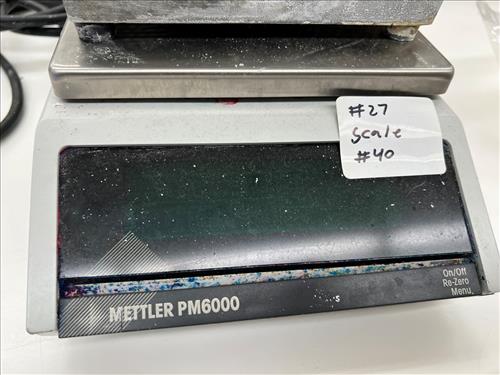 #27
Scale
#40
On/Off
Re-Zero
Menu
METTLER PM6000